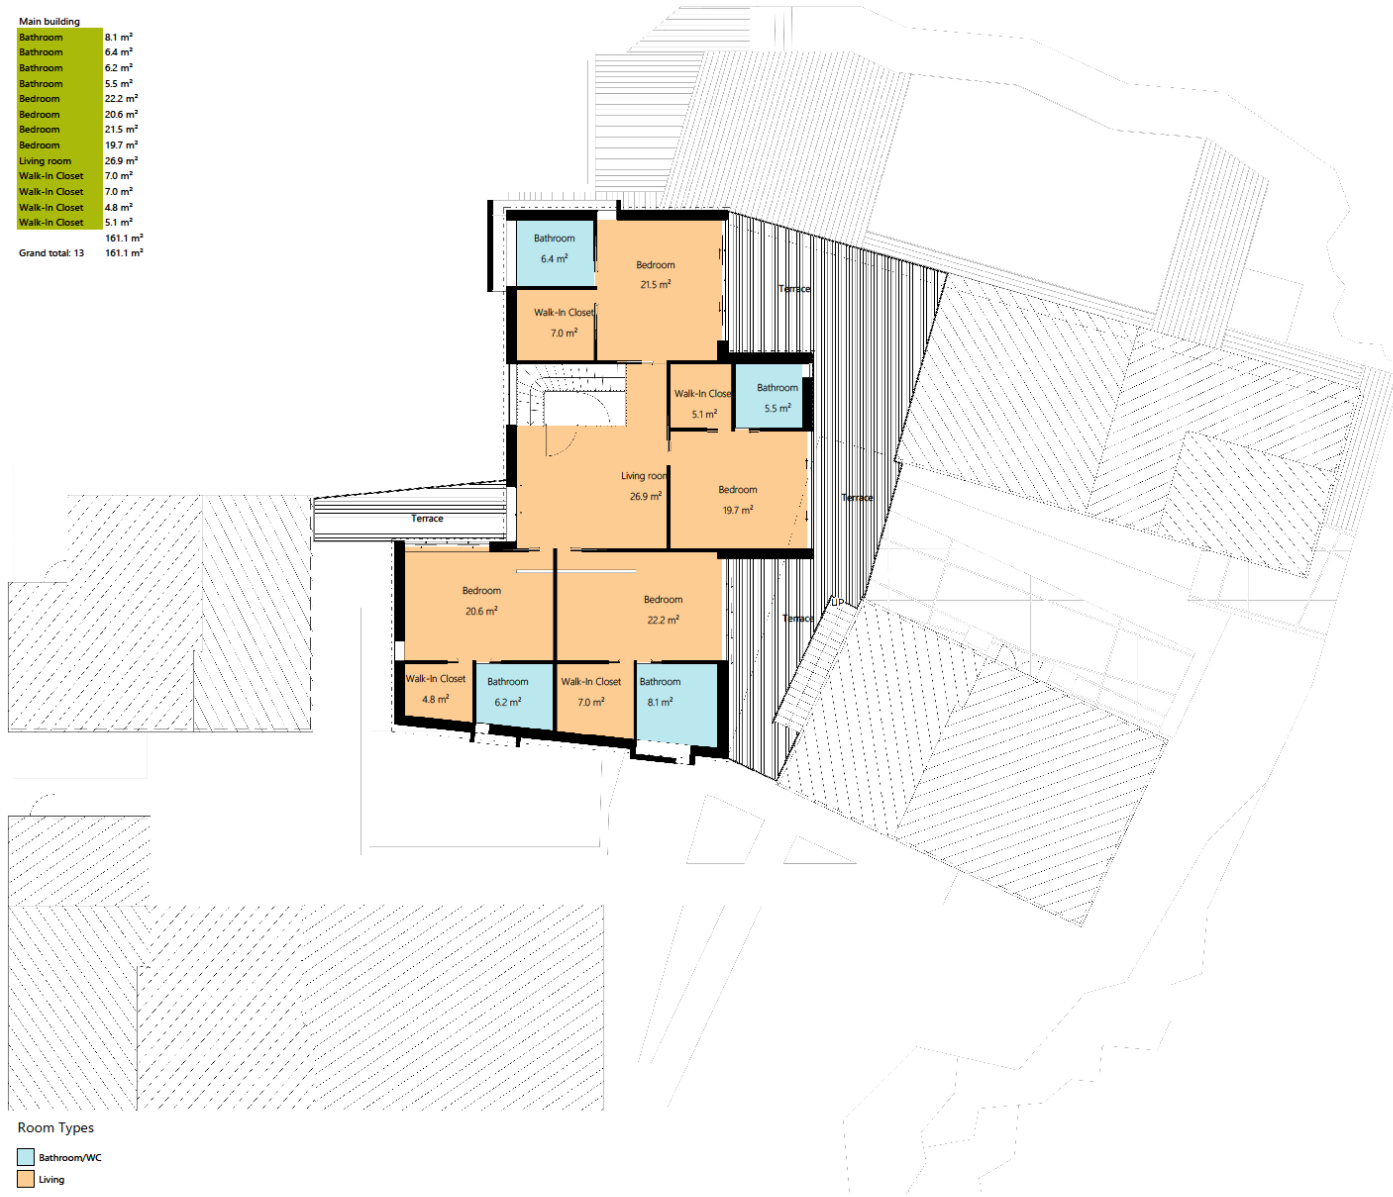 Main building
Bathroom 8.1 m²
Bathroom 6.4 m²
Bathroom 6.2 m²
Bathroom 5.5 m²
Bedroom 22.2 m²
Bedroom 20.6 m²
Bedroom 21.5 m²
Bedroom 19.7 m²
Living room 26.9 m²
Walk-In Closet 7.0 m²
Walk-In Closet 7.0 m²
Walk-In Closet 4.8 m²
Walk-In Closet 5.1 m²
161.1 m²
Grand total: 13 161.1 m²
Bathroom
6.4 m²
Bedroom
21.5 m²
Terrace
Walk-In Closet
7.0 m²
Walk-In Close
5.1 m²
Bathroom
5.5 m²
Living room
26.9 m²
Bedroom
19.7 m²
Terrace
Terrace
Bedroom
20.6 m²
Bedroom
22.2 m²
UP
Terrace
Walk-In Closet
4.8 m²
Bathroom
6.2 m²
Walk-In Closet
7.0 m²
Bathroom
8.1 m²
Room Types
Bathroom/WC
Living